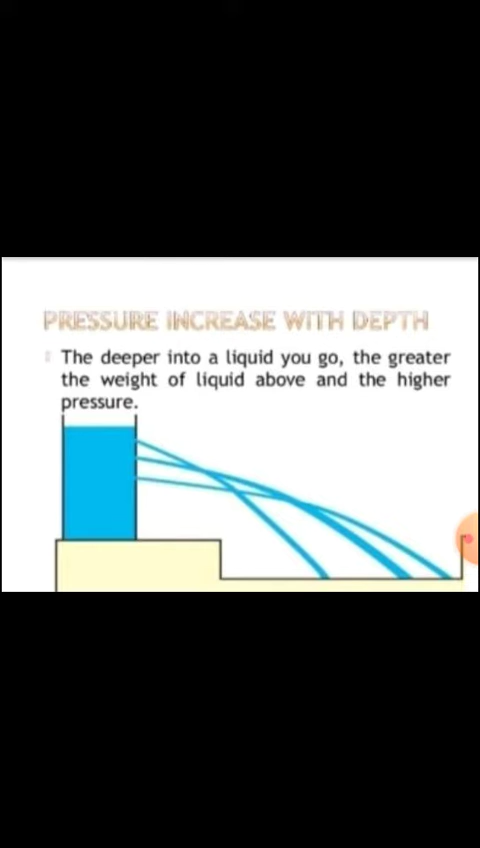 PRESSURE INCREASE WITH DEPTH
The deeper into a liquid you go, the greater
the weight of liquid above and the higher
pressure.